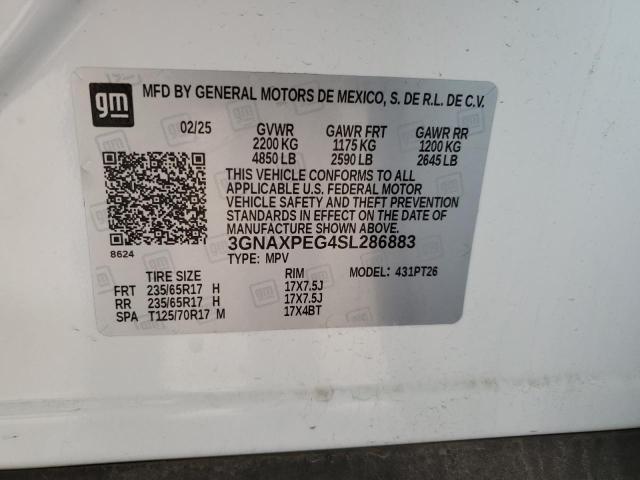 gm MFD BY GENERAL MOTORS DE MEXICO, S. DE R.L. DE C.V.
02/25 GVWR GAWR FRT GAWR RR
2200 KG 1175 KG 1200 KG
4850 LB 2590 LB 2645 LB
THIS VEHICLE CONFORMS TO ALL
APPLICABLE U.S. FEDERAL MOTOR
VEHICLE SAFETY, BUMPER, AND THEFT
PREVENTION STANDARDS
IN EFFECT ON THE DATE OF
MANUFACTURE SHOWN ABOVE
3GNAXPEG4SL286883
8624 TYPE: MPV
TIRE SIZE RIM MODEL: 431PT26
FRT 235/65R17 H 17X7.5J
RR 235/65R17 H 17X7.5J
SPA T125/70R17 M 17X4BT